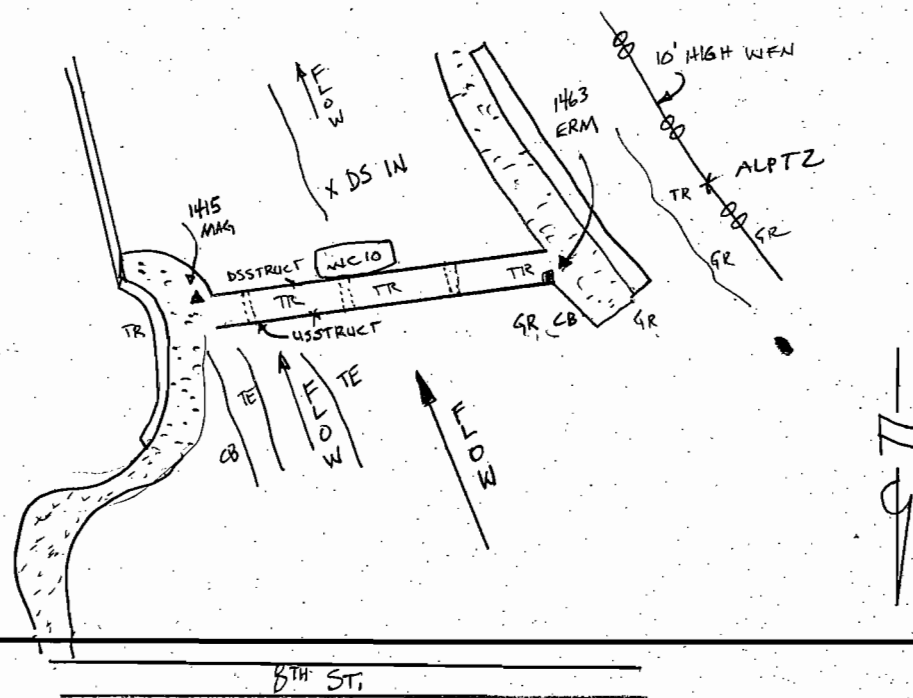 10' HIGH WFN
FLOW
1463
ERM
X DS IN
ALPT2
TR
1415
MAG
GR
GR
DSSTRUCT
WC10
TR
TR
TR
TR
USSTRUCT
GR
CB
GR
TE
FLOW
TE
CB
FLOW
8TH ST.